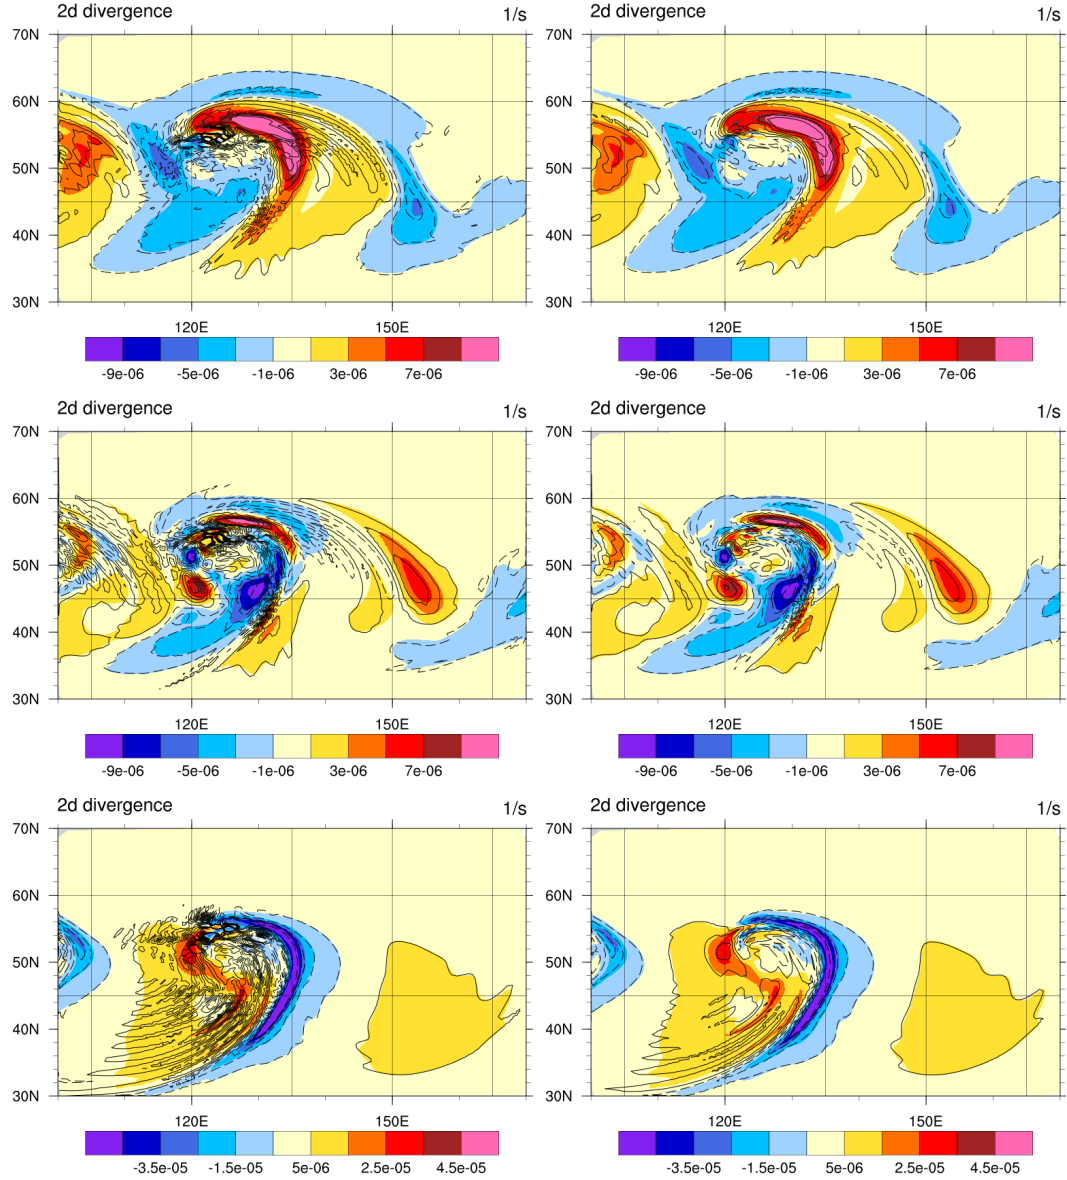 2d divergence 1/s 2d divergence 1/s
70N 70N
60N 60N
50N 50N
40N 40N
30N 30N
120E 150E 120E 150E
-9e-06 -5e-06 -1e-06 3e-06 7e-06 -9e-06 -5e-06 -1e-06 3e-06 7e-06
2d divergence 1/s 2d divergence 1/s
70N 70N
60N 60N
50N 50N
40N 40N
30N 30N
120E 150E 120E 150E
-9e-06 -5e-06 -1e-06 3e-06 7e-06 -9e-06 -5e-06 -1e-06 3e-06 7e-06
2d divergence 1/s 2d divergence 1/s
70N 70N
60N 60N
50N 50N
40N 40N
30N 30N
120E 150E 120E 150E
-3.5e-05 -1.5e-05 5e-06 2.5e-05 4.5e-05 -3.5e-05 -1.5e-05 5e-06 2.5e-05 4.5e-05